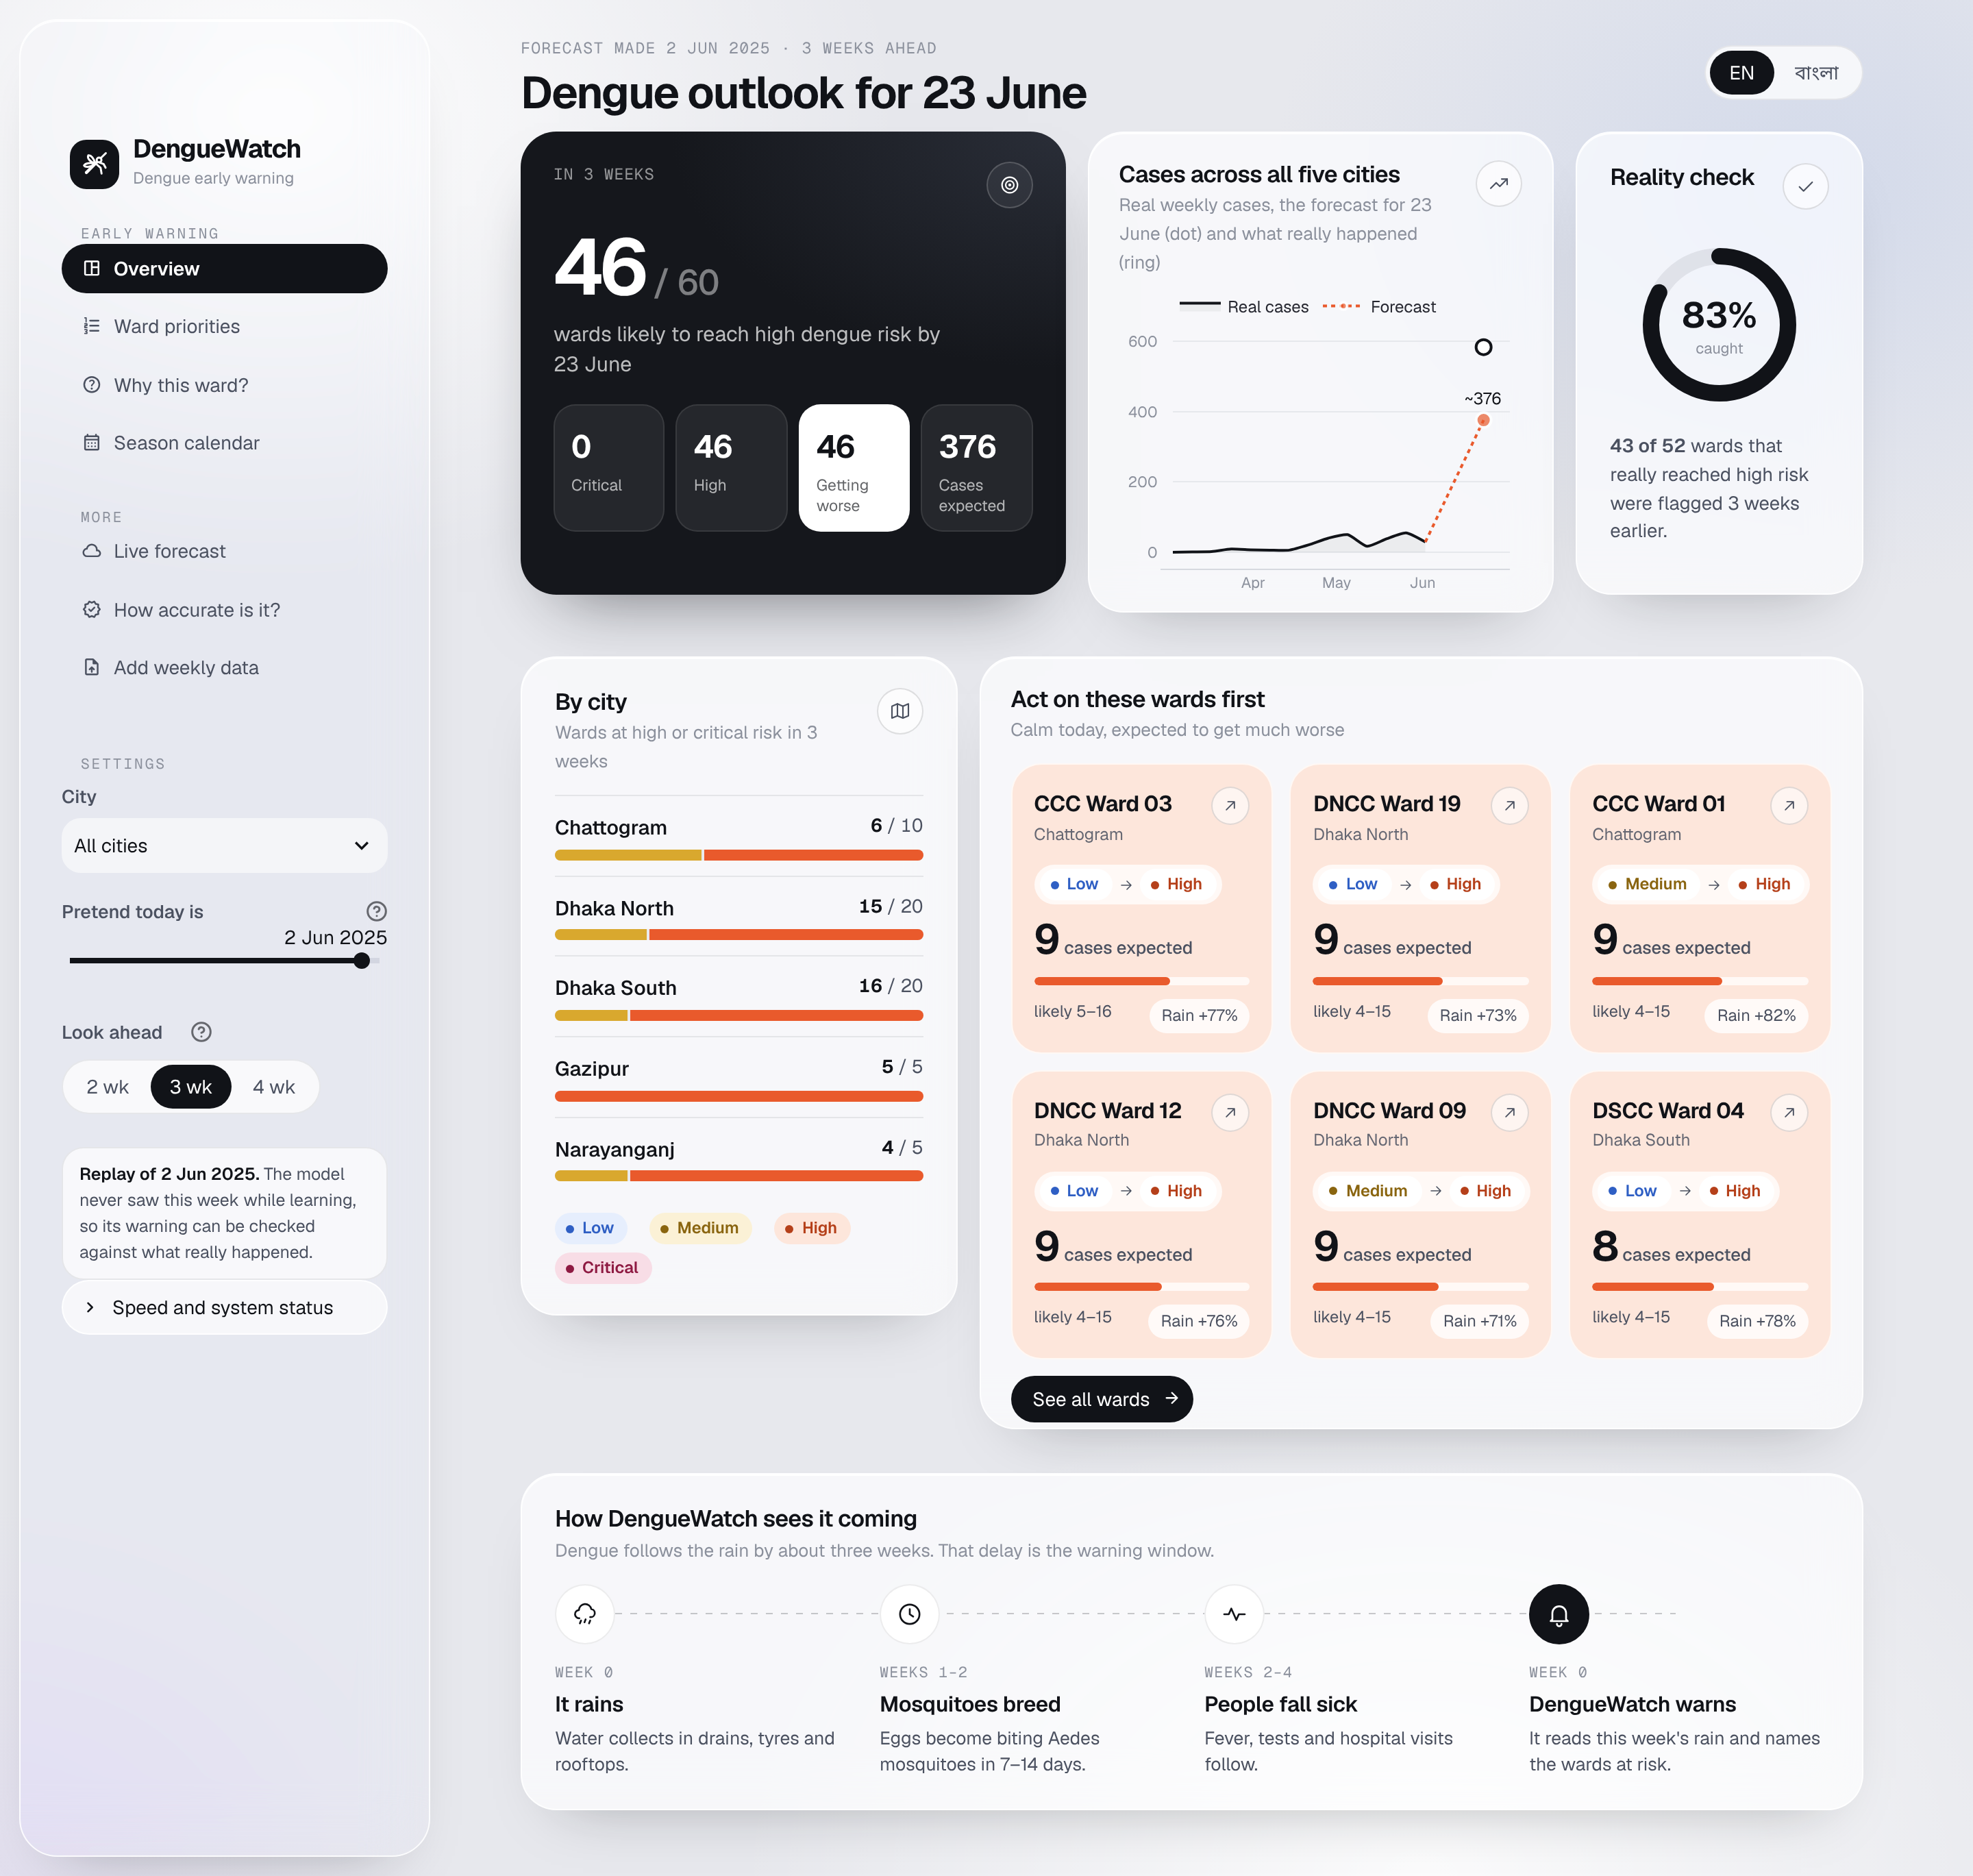 DengueWatch
Dengue early warning
EARLY WARNING
Overview
Ward priorities
Why this ward?
Season calendar
MORE
Live forecast
How accurate is it?
Add weekly data
SETTINGS
City
All cities
Pretend today is
2 Jun 2025
Look ahead
2 wk 3 wk 4 wk
Replay of 2 Jun 2025. The model
never saw this week while learning,
so its warning can be checked
against what really happened.
Speed and system status
FORECAST MADE 2 JUN 2025 · 3 WEEKS AHEAD
Dengue outlook for 23 June
EN বাংলা
IN 3 WEEKS
46 / 60
wards likely to reach high dengue risk by
23 June
0
Critical
46
High
46
Getting
worse
376
Cases
expected
Cases across all five cities
Real weekly cases, the forecast for 23
June (dot) and what really happened
(ring)
Real cases Forecast
600
~376
400
200
0
Apr May Jun
Reality check
83%
caught
43 of 52 wards that
really reached high risk
were flagged 3 weeks
earlier.
By city
Wards at high or critical risk in 3
weeks
Chattogram 6 / 10
Dhaka North 15 / 20
Dhaka South 16 / 20
Gazipur 5 / 5
Narayanganj 4 / 5
Low Medium High
Critical
Act on these wards first
Calm today, expected to get much worse
CCC Ward 03
Chattogram
Low → High
9 cases expected
likely 5–16 Rain +77%
DNCC Ward 19
Dhaka North
Low → High
9 cases expected
likely 4–15 Rain +73%
CCC Ward 01
Chattogram
Medium → High
9 cases expected
likely 4–15 Rain +82%
DNCC Ward 12
Dhaka North
Low → High
9 cases expected
likely 4–15 Rain +76%
DNCC Ward 09
Dhaka North
Medium → High
9 cases expected
likely 4–15 Rain +71%
DSCC Ward 04
Dhaka South
Low → High
8 cases expected
likely 4–15 Rain +78%
See all wards →
How DengueWatch sees it coming
Dengue follows the rain by about three weeks. That delay is the warning window.
WEEK 0
It rains
Water collects in drains, tyres and
rooftops.
WEEKS 1–2
Mosquitoes breed
Eggs become biting Aedes
mosquitoes in 7–14 days.
WEEKS 2–4
People fall sick
Fever, tests and hospital visits
follow.
WEEK 0
DengueWatch warns
It reads this week's rain and names
the wards at risk.